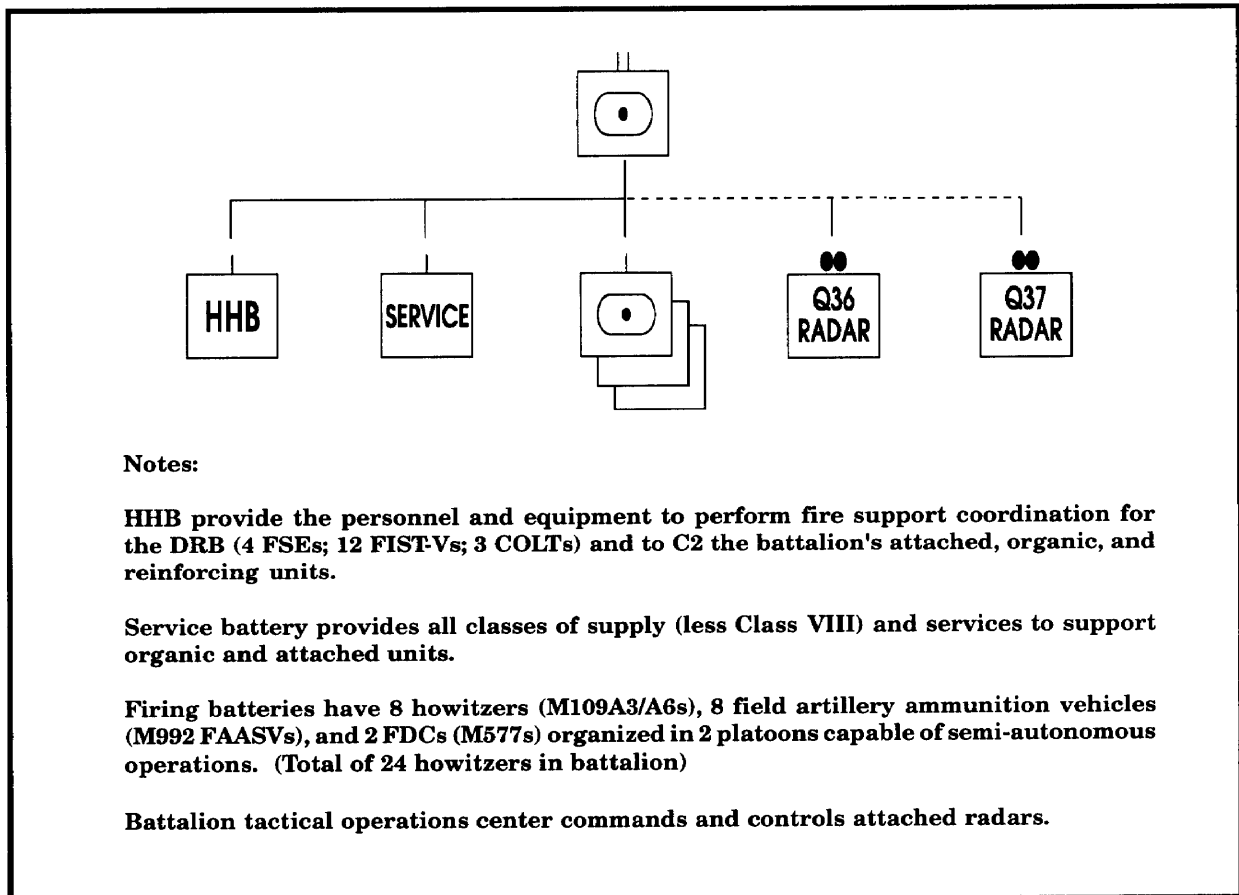 HHB
SERVICE
Q36
RADAR
Q37
RADAR
Notes:
HHB provide the personnel and equipment to perform fire support coordination for
the DRB (4 FSEs; 12 FIST-Vs; 3 COLTs) and to C2 the battalion's attached, organic, and
reinforcing units.
Service battery provides all classes of supply (less Class VIII) and services to support
organic and attached units.
Firing batteries have 8 howitzers (M109A3/A6s), 8 field artillery ammunition vehicles
(M992 FAASVs), and 2 FDCs (M577s) organized in 2 platoons capable of semi-autonomous
operations. (Total of 24 howitzers in battalion)
Battalion tactical operations center commands and controls attached radars.